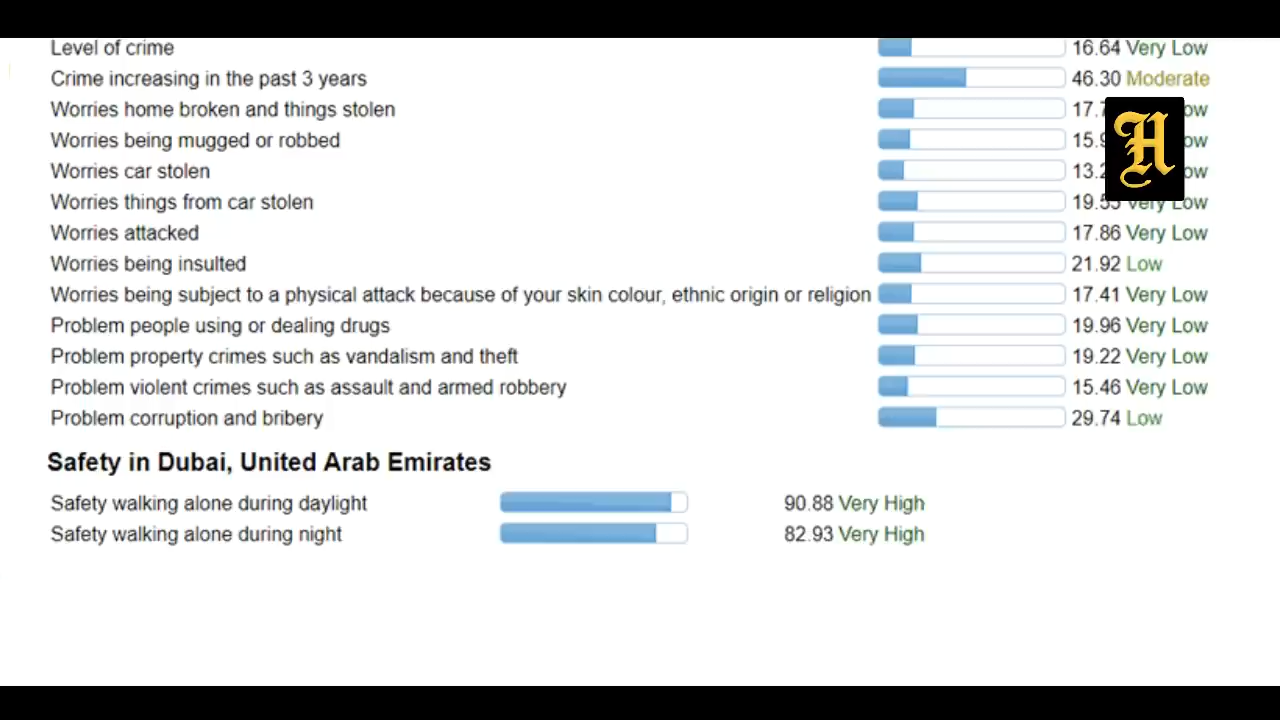 Level of crime 16.64 Very Low
Crime increasing in the past 3 years 46.30 Moderate
Worries home broken and things stolen
Worries being mugged or robbed
Worries car stolen
Worries things from car stolen 19.55 Very Low
Worries attacked 17.86 Very Low
Worries being insulted 21.92 Low
Worries being subject to a physical attack because of your skin colour, ethnic origin or religion 17.41 Very Low
Problem people using or dealing drugs 19.96 Very Low
Problem property crimes such as vandalism and theft 19.22 Very Low
Problem violent crimes such as assault and armed robbery 15.46 Very Low
Problem corruption and bribery 29.74 Low
Safety in Dubai, United Arab Emirates
Safety walking alone during daylight 90.88 Very High
Safety walking alone during night 82.93 Very High